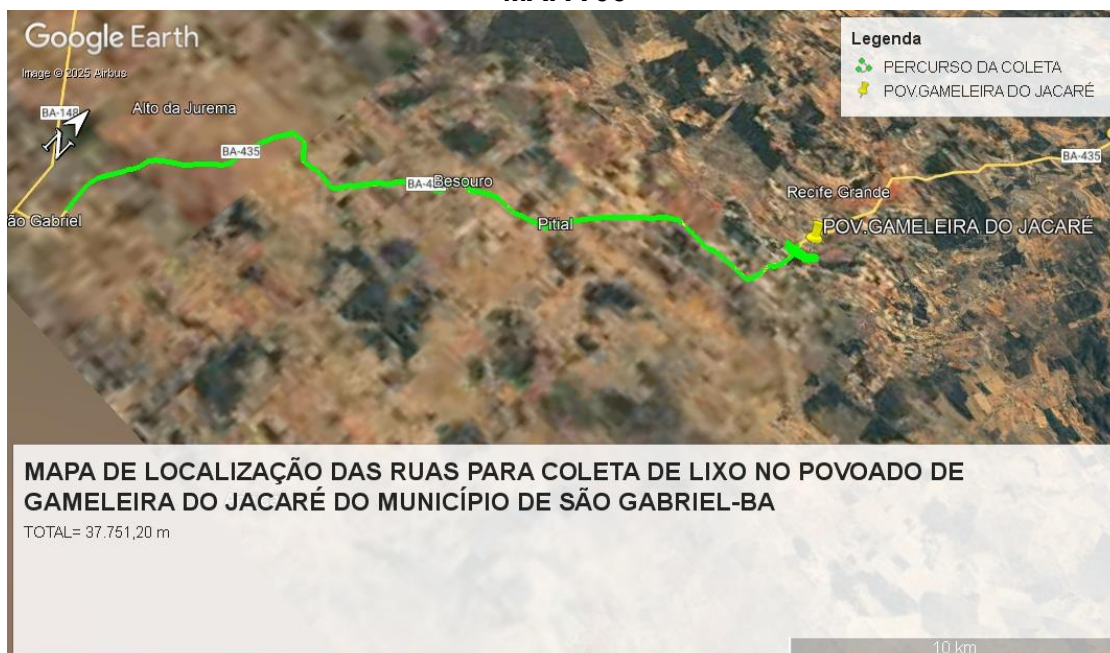 Google Earth
Image © 2025 Airbus
Legenda
PERCURSO DA COLETA
POV.GAMELEIRA DO JACARÉ
BA-148
N
Alto da Jurema
BA-435
BA-435
Besouro
Recife Grande
ão Gabriel
Pitial
POV.GAMELEIRA DO JACARÉ
MAPA DE LOCALIZAÇÃO DAS RUAS PARA COLETA DE LIXO NO POVOADO DE
GAMELEIRA DO JACARÉ DO MUNICÍPIO DE SÃO GABRIEL-BA
TOTAL= 37.751,20 m
10 km